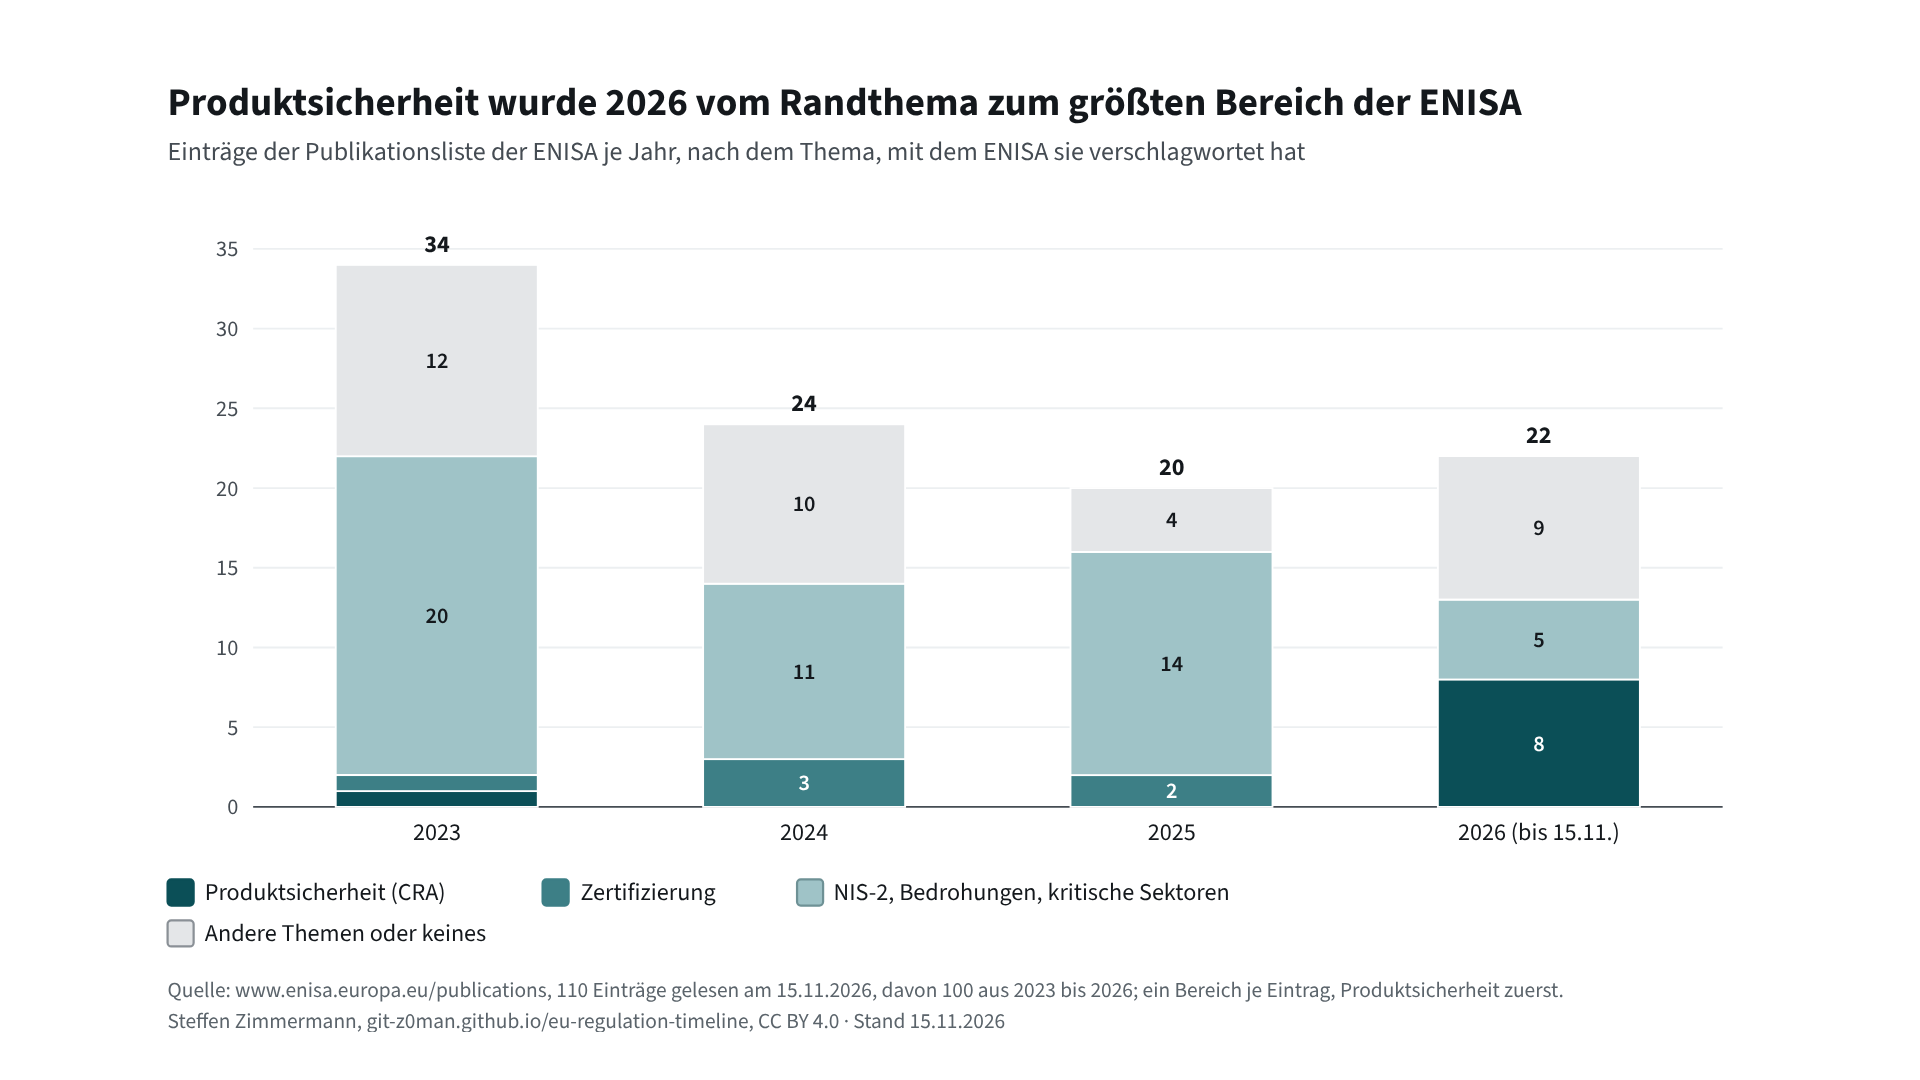 Produktsicherheit wurde 2026 vom Randthema zum größten Bereich der ENISA
Einträge der Publikationsliste der ENISA je Jahr, nach dem Thema, mit dem ENISA sie verschlagwortet hat
35
30
25
20
15
10
5
0
34
12
20
24
10
11
3
20
4
14
2
22
9
5
8
2023
2024
2025
2026 (bis 15.11.)
Produktsicherheit (CRA)
Zertifizierung
NIS-2, Bedrohungen, kritische Sektoren
Andere Themen oder keines
Quelle: www.enisa.europa.eu/publications, 110 Einträge gelesen am 15.11.2026, davon 100 aus 2023 bis 2026; ein Bereich je Eintrag, Produktsicherheit zuerst.
Steffen Zimmermann, git-z0man.github.io/eu-regulation-timeline, CC BY 4.0 · Stand 15.11.2026